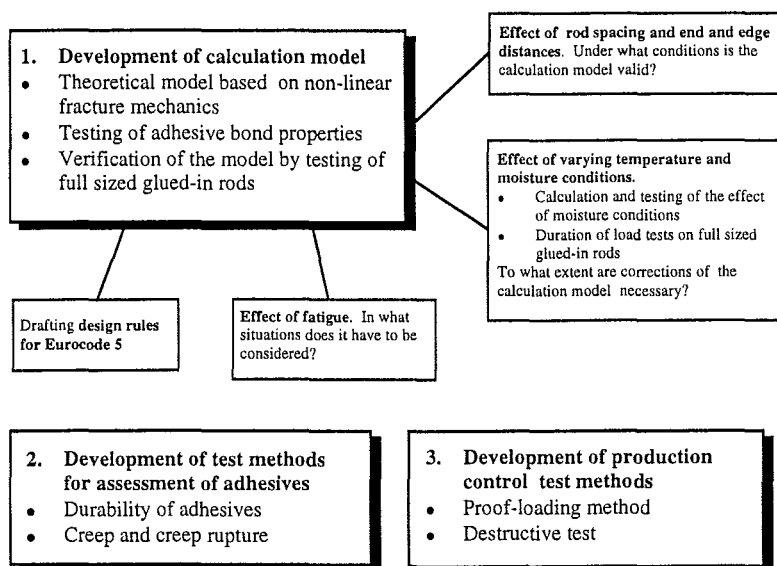 1. Development of calculation model
• Theoretical model based on non-linear
fracture mechanics
• Testing of adhesive bond properties
• Verification of the model by testing of
full sized glued-in rods
Effect of rod spacing and end and edge
distances. Under what conditions is the
calculation model valid?
Effect of varying temperature and
moisture conditions.
• Calculation and testing of the effect
of moisture conditions
• Duration of load tests on full sized
glued-in rods
To what extent are corrections of the
calculation model necessary?
Drafting design rules
for Eurocode 5
Effect of fatigue. In what
situations does it have to be
considered?
2. Development of test methods
for assessment of adhesives
• Durability of adhesives
• Creep and creep rupture
3. Development of production
control test methods
• Proof-loading method
• Destructive test